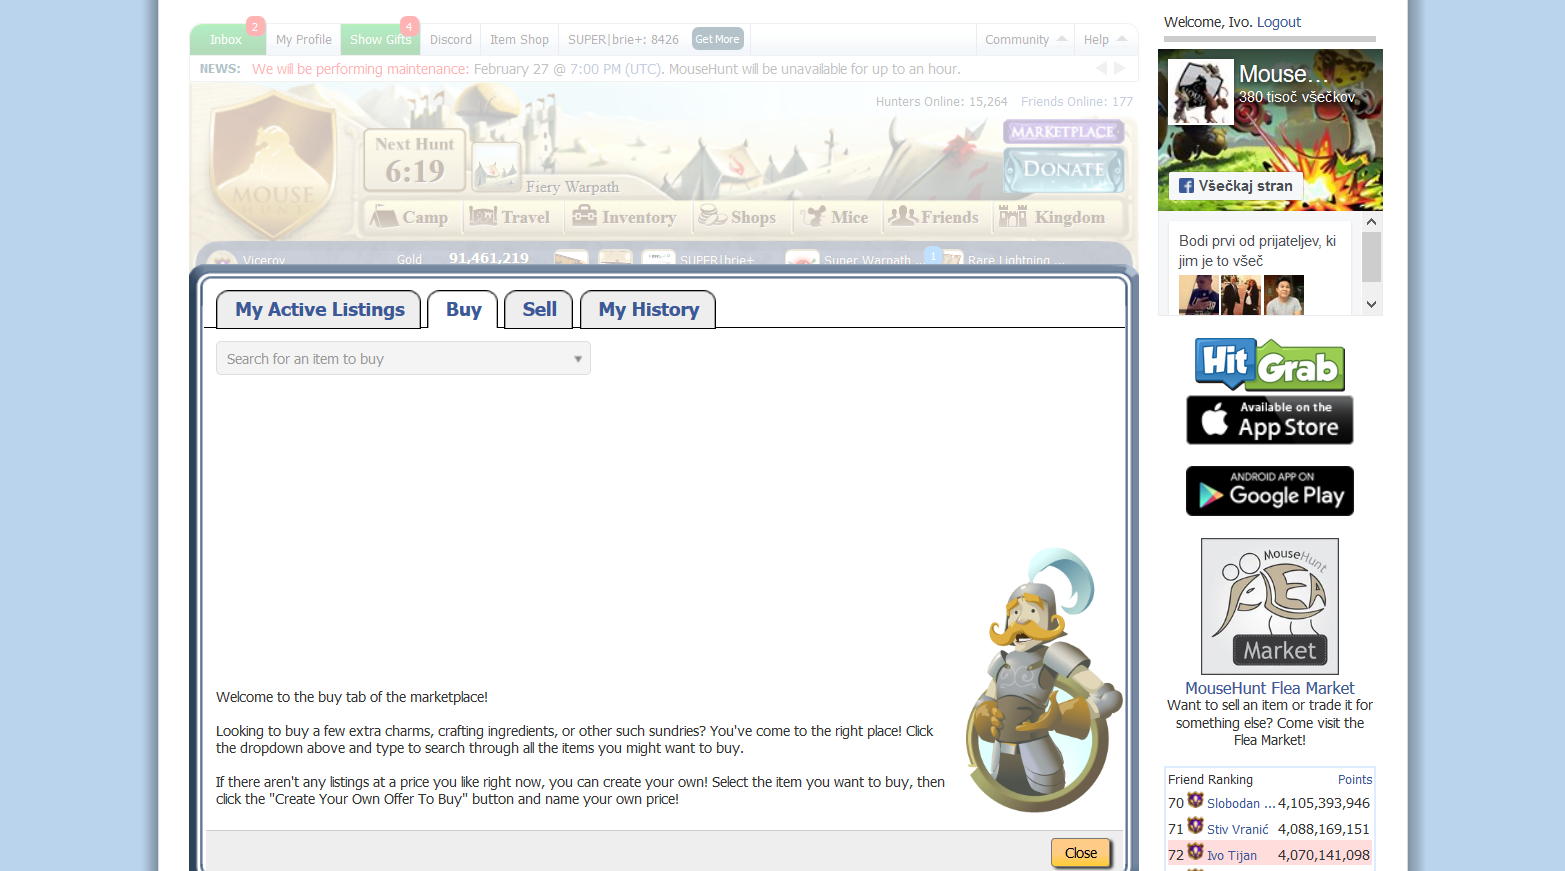 Inbox 2 My Profile Show Gifts 4 Discord Item Shop SUPER|brie+: 8426 Get More Community Help
NEWS: We will be performing maintenance: February 27 @ 7:00 PM (UTC). MouseHunt will be unavailable for up to an hour.
Hunters Online: 15,264 Friends Online: 177
MARKETPLACE
DONATE
Next Hunt
6:19
Fiery Warpath
MOUSE
HUNT
Camp Travel Inventory Shops Mice Friends Kingdom
Viceroy Gold 91,461,219 SUPER|brie+ Super Warpath ... 1 Rare Lightning ...
My Active Listings Buy Sell My History
Search for an item to buy
Welcome to the buy tab of the marketplace!
Looking to buy a few extra charms, crafting ingredients, or other such sundries? You've come to the right place! Click
the dropdown above and type to search through all the items you might want to buy.
If there aren't any listings at a price you like right now, you can create your own! Select the item you want to buy, then
click the "Create Your Own Offer To Buy" button and name your own price!
Close
Welcome, Ivo. Logout
Mouse...
380 tisoč všečkov
Všečkaj stran
Bodi prvi od prijateljev, ki
jim je to všeč
Hit Grab
Available on the
App Store
ANDROID APP ON
Google Play
MouseHunt
FLEA
Market
MouseHunt Flea Market
Want to sell an item or trade it for
something else? Come visit the
Flea Market!
Friend Ranking Points
70 Slobodan ... 4,105,393,946
71 Stiv Vranić 4,088,169,151
72 Ivo Tijan 4,070,141,098